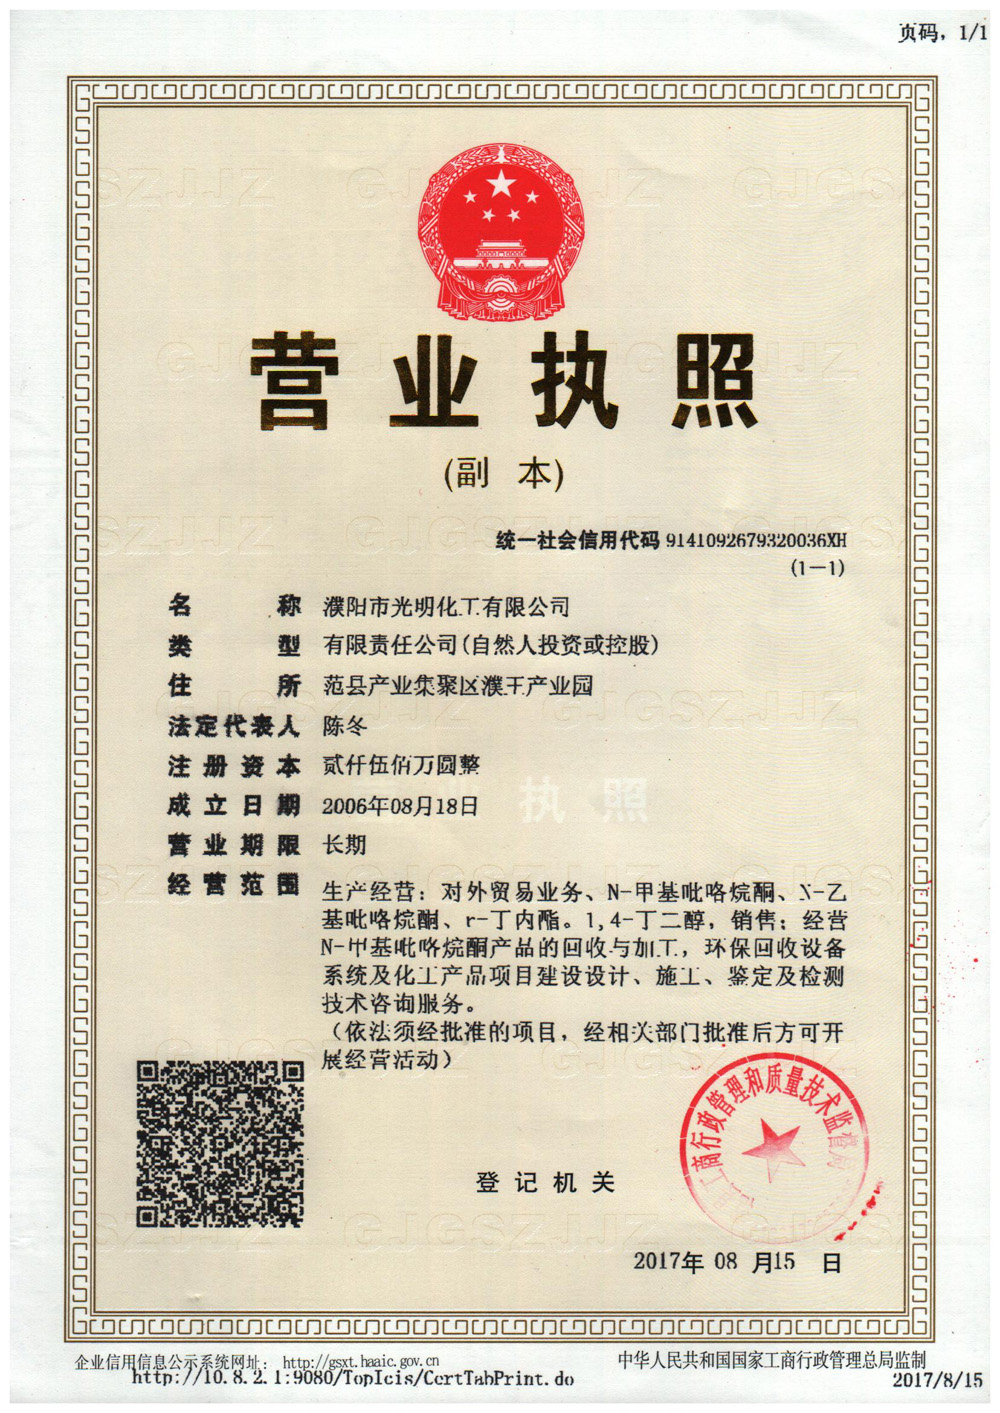 页码，1/1
营业执照
(副 本)
统一社会信用代码 9141092679320036XH
(1—1)
名称 濮阳市光明化工有限公司
类型 有限责任公司(自然人投资或控股)
住所 范县产业集聚区濮王产业园
法定代表人 陈冬
注册资本 贰仟伍佰万圆整
成立日期 2006年08月18日
营业期限 长期
经营范围 生产经营：对外贸易业务、N-甲基吡咯烷酮、N-乙
基吡咯烷酮、r-丁内酯。1,4-丁二醇，销售；经营
N-甲基吡咯烷酮产品的回收与加工，环保回收设备
系统及化工产品项目建设设计、施工、鉴定及检测
技术咨询服务。
（依法须经批准的项目，经相关部门批准后方可开
展经营活动）
工商行政管理和质量技术监督局
登记机关
2017年 08 月15 日
企业信用信息公示系统网址： http://gsxt.haaic.gov.cn
中华人民共和国国家工商行政管理总局监制
http://10.8.2.1:9080/TopIcis/CertTabPrint.do
2017/8/15